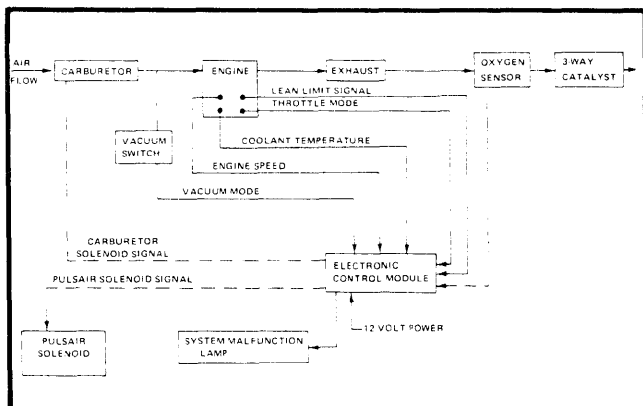 AIR
FLOW
CARBURETOR
ENGINE
EXHAUST
OXYGEN
SENSOR
3-WAY
CATALYST
LEAN LIMIT SIGNAL
THROTTLE MODE
VACUUM
SWITCH
COOLANT TEMPERATURE
ENGINE SPEED
VACUUM MODE
CARBURETOR
SOLENOID SIGNAL
PULSAIR SOLENOID SIGNAL
ELECTRONIC
CONTROL MODULE
12 VOLT POWER
PULSAIR
SOLENOID
SYSTEM MALFUNCTION
LAMP